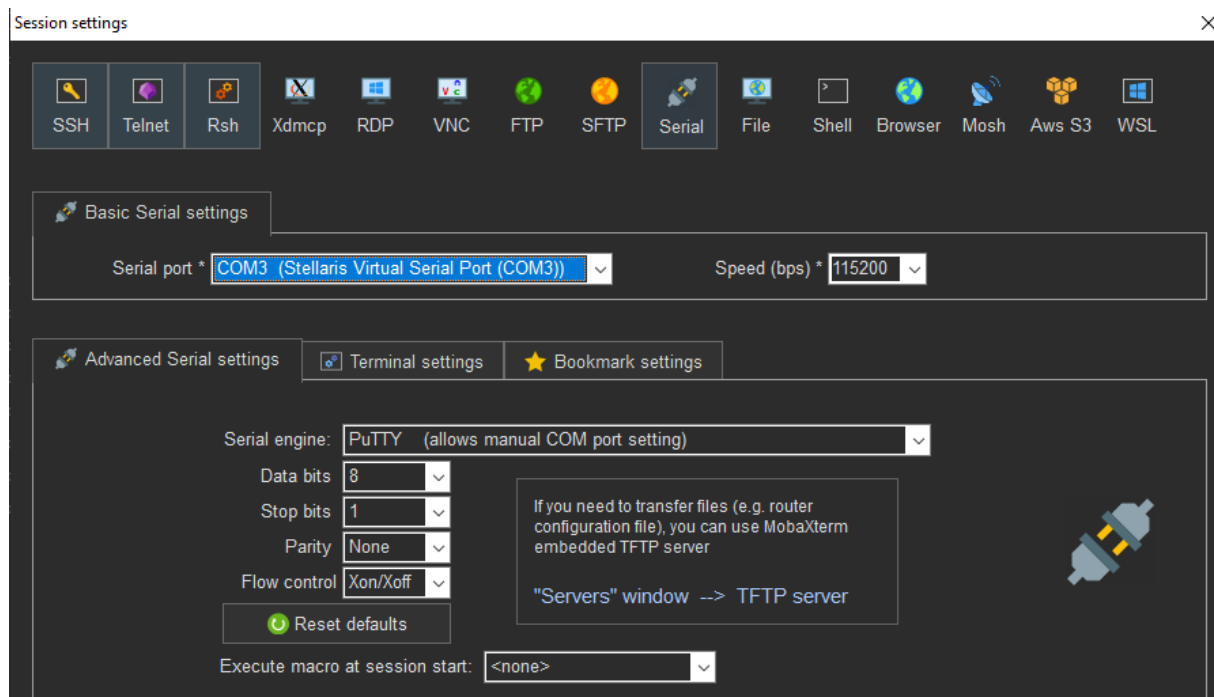 Session settings
SSH Telnet Rsh Xdmcp RDP VNC FTP SFTP Serial File Shell Browser Mosh Aws S3 WSL
Basic Serial settings
Serial port * COM3 (Stellaris Virtual Serial Port (COM3)) Speed (bps) * 115200
Advanced Serial settings Terminal settings Bookmark settings
Serial engine: PuTTY (allows manual COM port setting)
Data bits 8
Stop bits 1
Parity None
Flow control Xon/Xoff
If you need to transfer files (e.g. router
configuration file), you can use MobaXterm
embedded TFTP server
"Servers" window --> TFTP server
Reset defaults
Execute macro at session start: <none>